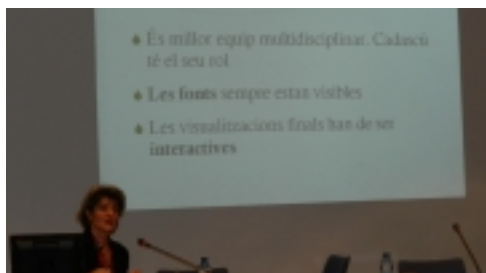 És millor equip multidisciplinar. Cadascú
té el seu rol
Les fonts sempre estan visibles
Les visualitzacions finals han de ser
interactives